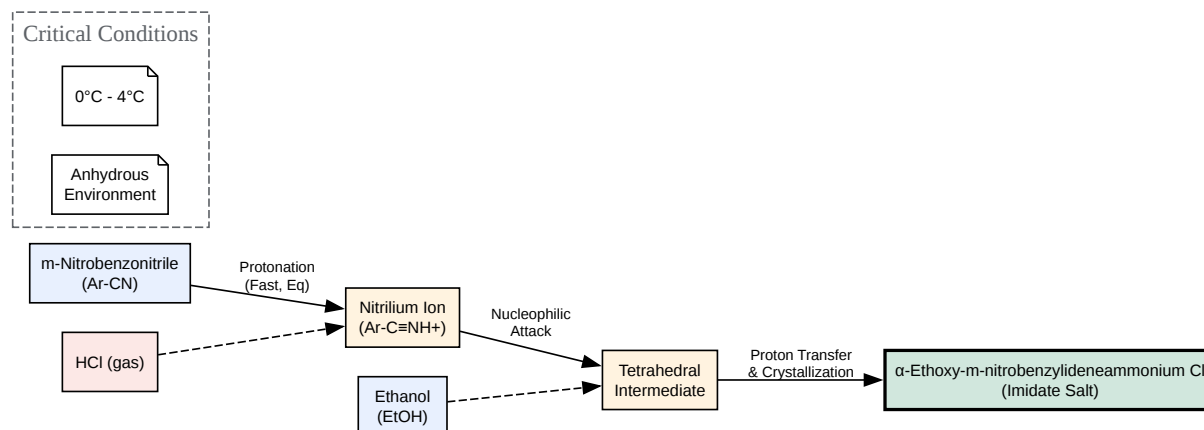 Critical Conditions
0°C - 4°C
Anhydrous
Environment
m-Nitrobenzonitrile
(Ar-CN)
Protonation
(Fast, Eq)
HCl (gas)
Nitrilium Ion
(Ar-C≡NH+)
Nucleophilic
Attack
Ethanol
(EtOH)
Tetrahedral
Intermediate
Proton Transfer
& Crystallization
α-Ethoxy-m-nitrobenzylideneammonium Cl
(Imidate Salt)